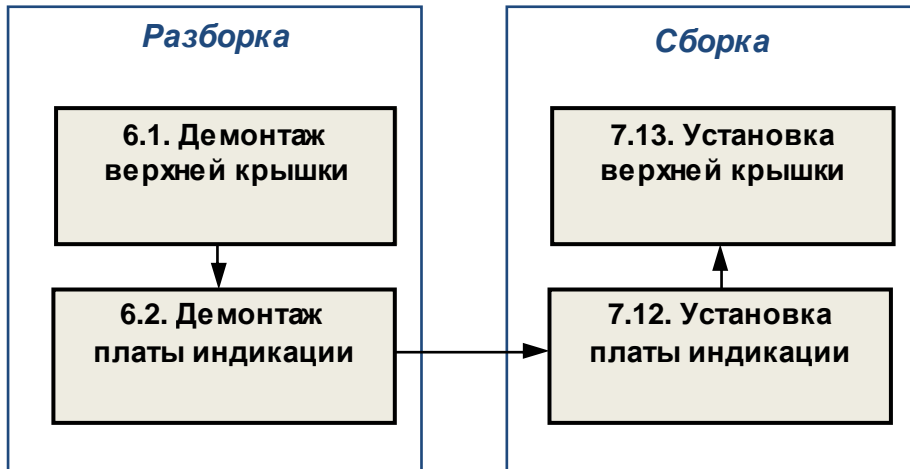 Разборка
6.1. Демонтаж
верхней крышки
6.2. Демонтаж
платы индикации
Сборка
7.13. Установка
верхней крышки
7.12. Установка
платы индикации